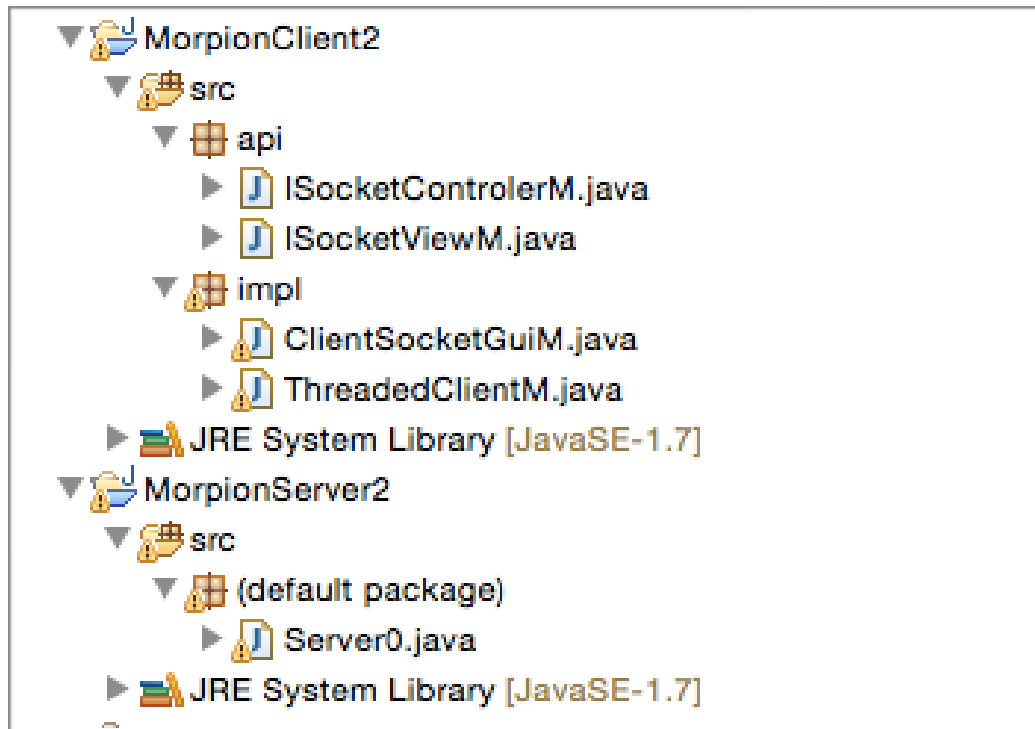 MorpionClient2
src
api
ISocketControlerM.java
ISocketViewM.java
impl
ClientSocketGuiM.java
ThreadedClientM.java
JRE System Library [JavaSE-1.7]
MorpionServer2
src
(default package)
Server0.java
JRE System Library [JavaSE-1.7]